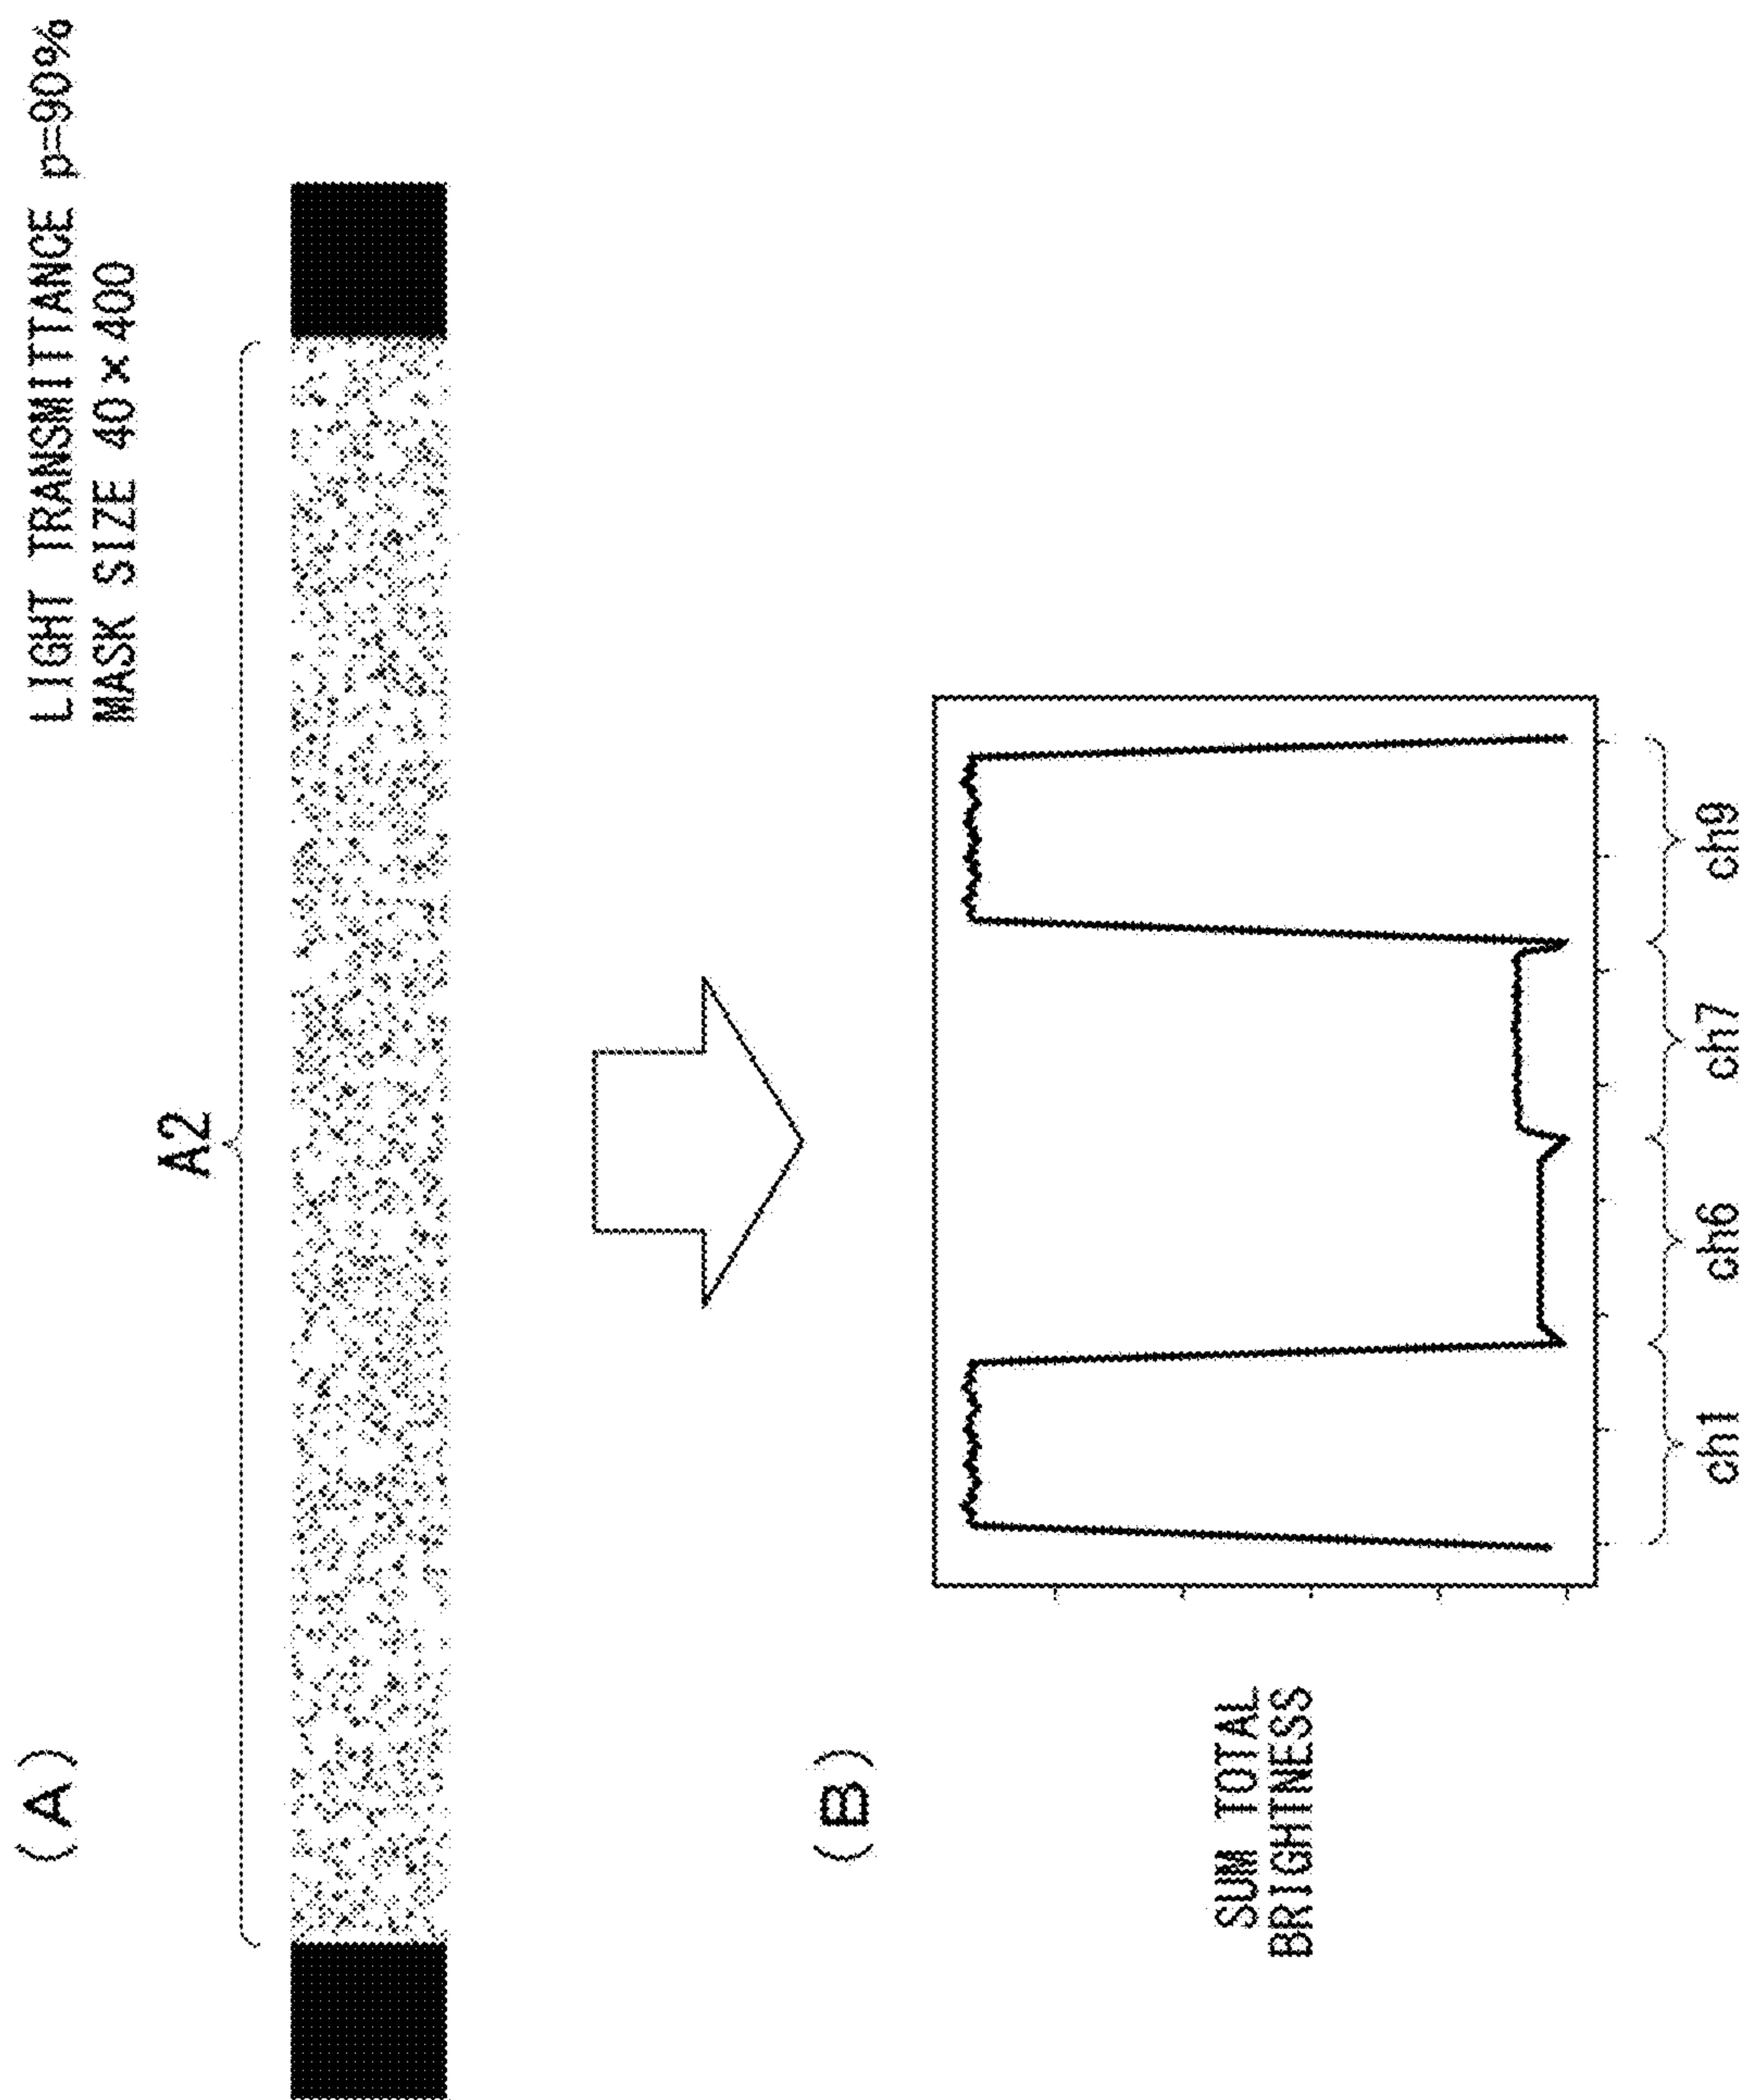 (A)
LIGHT TRANSMITTANCE p=90%
MASK SIZE 40×400
A2
(B)
SUM TOTAL
BRIGHTNESS
ch1 ch6 ch7 ch9